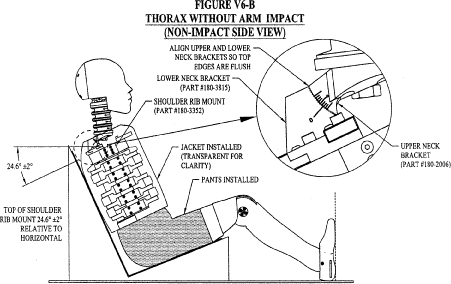 FIGURE V6-B
THORAX WITHOUT ARM IMPACT
(NON-IMPACT SIDE VIEW)
ALIGN UPPER AND LOWER
NECK BRACKETS SO TOP
EDGES ARE FLUSH
LOWER NECK BRACKET
(PART #180-3815)
SHOULDER RIB MOUNT
(PART #180-3352)
UPPER NECK
BRACKET
(PART #180-2006)
JACKET INSTALLED
(TRANSPARENT FOR
CLARITY)
PANTS INSTALLED
24.6° ±2°
TOP OF SHOULDER
RIB MOUNT 24.6° ±2°
RELATIVE TO
HORIZONTAL